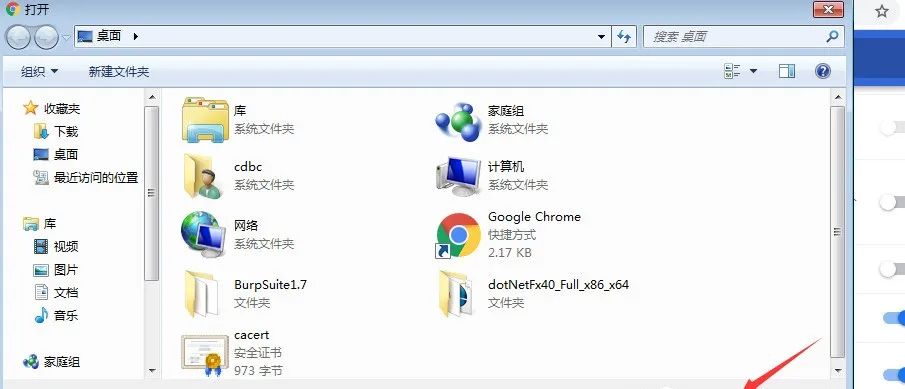 打开
桌面
搜索 桌面
组织
新建文件夹
收藏夹
下载
桌面
最近访问的位置
库
视频
图片
文档
音乐
家庭组
库
系统文件夹
家庭组
系统文件夹
cdbc
系统文件夹
计算机
系统文件夹
网络
系统文件夹
Google Chrome
快捷方式
2.17 KB
BurpSuite1.7
文件夹
dotNetFx40_Full_x86_x64
文件夹
cacert
安全证书
973 字节